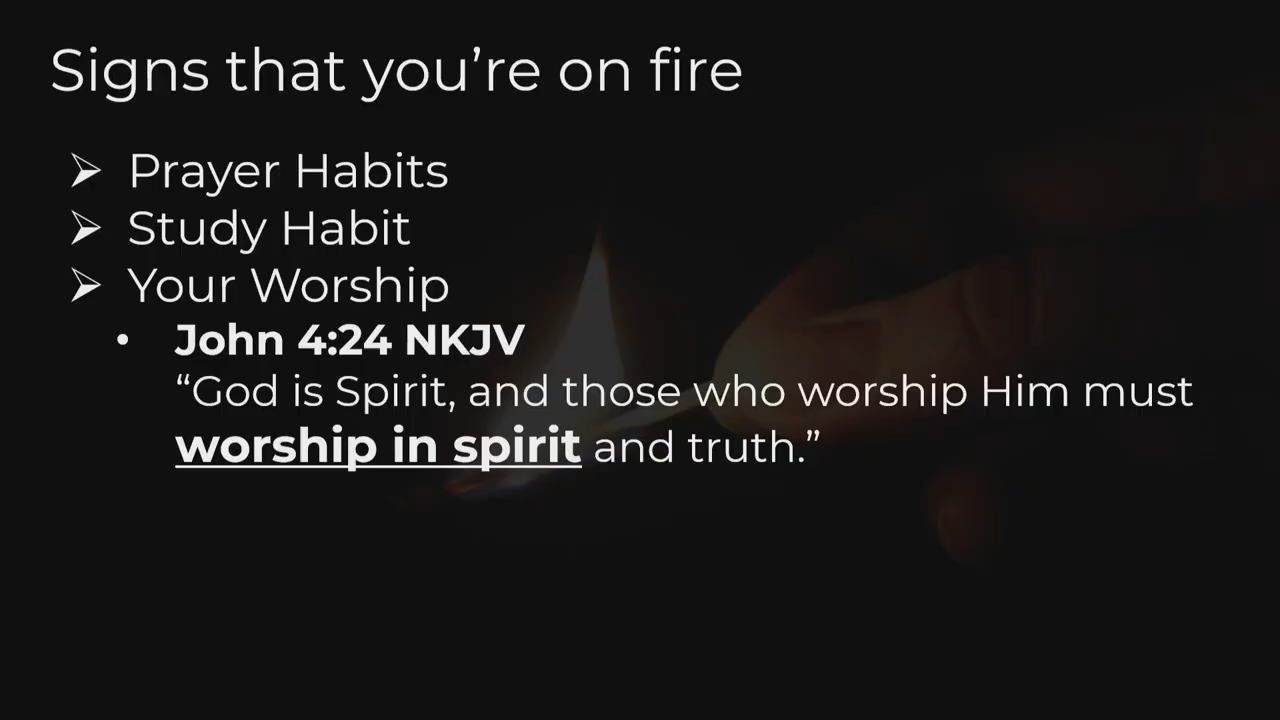 Signs that you’re on fire
➢ Prayer Habits
➢ Study Habit
➢ Your Worship
• John 4:24 NKJV
“God is Spirit, and those who worship Him must
worship in spirit and truth.”